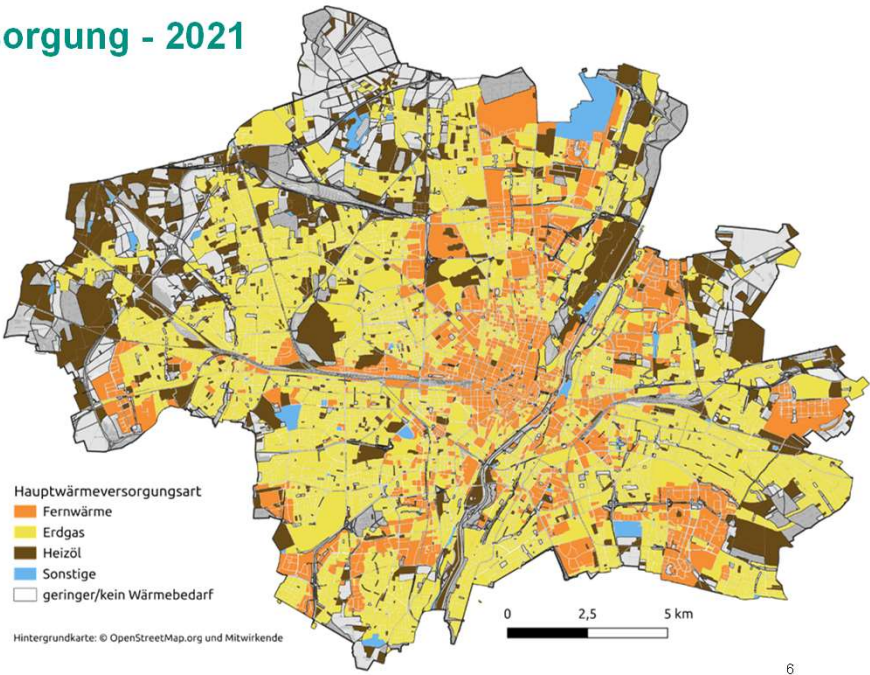 orgung - 2021
Hauptwärmeversorgungsart
Fernwärme
Erdgas
Heizöl
Sonstige
geringer/kein Wärmebedarf
0 2,5 5 km
Hintergrundkarte: © OpenStreetMap.org und Mitwirkende
6